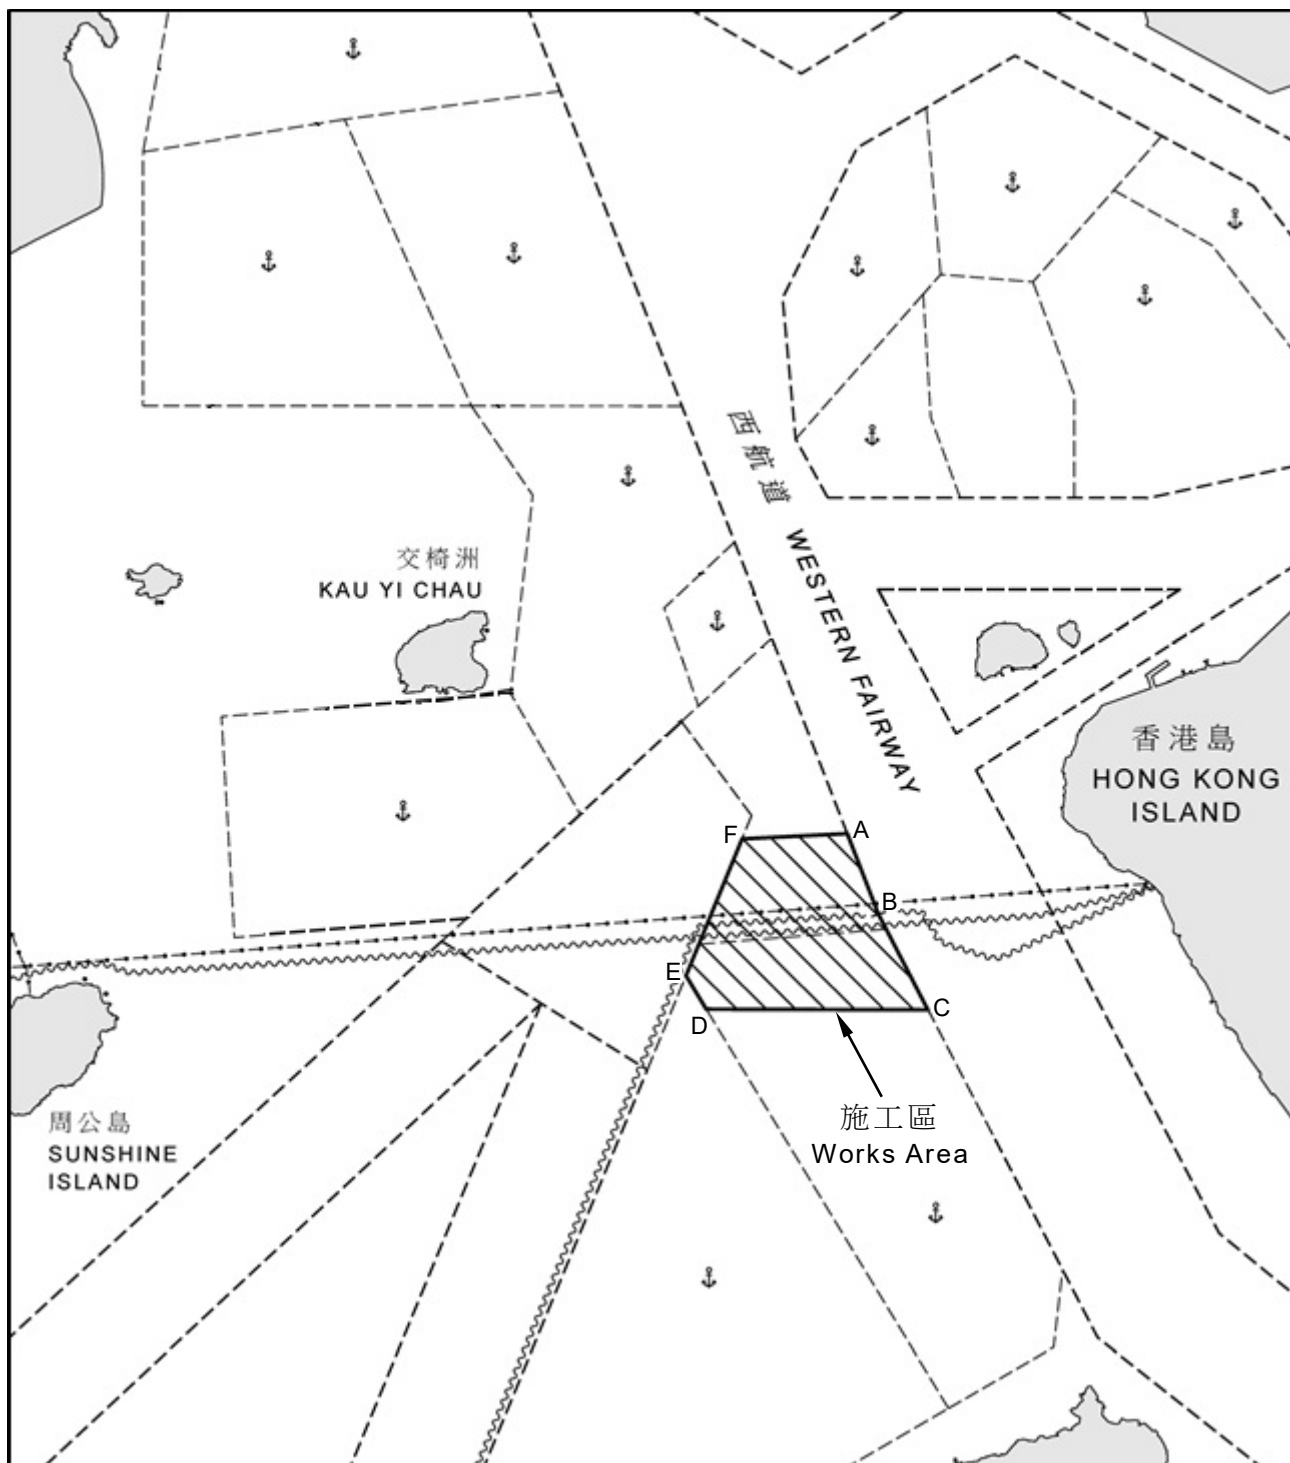 西航道 WESTERN FAIRWAY
交椅洲
KAU YI CHAU
香港島
HONG KONG
ISLAND
F
A
B
E
D
C
施工區
Works Area
周公島
SUNSHINE
ISLAND